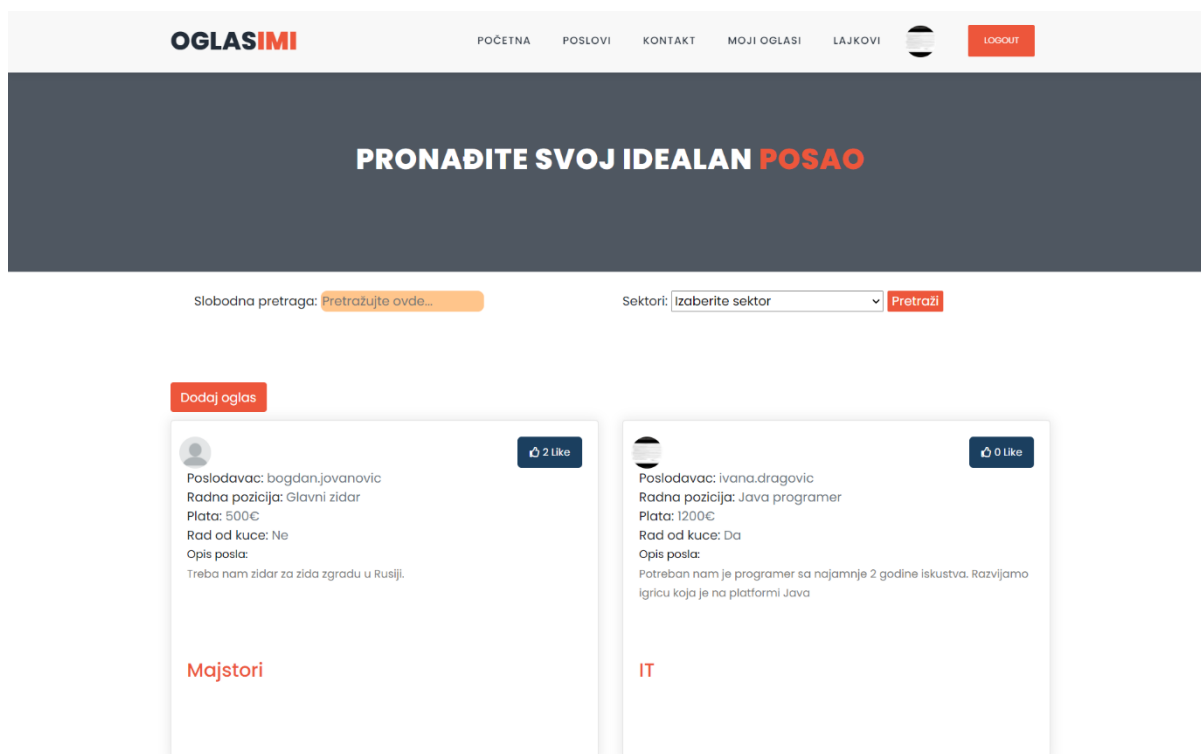 OGLASIMI
POČETNA POSLOVI KONTAKT MOJI OGLASI LAJKOVI LOGOUT
PRONAĐITE SVOJ IDEALAN POSAO
Slobodna pretraga: Pretražujte ovde... Sektori: Izaberite sektor Pretraži
Dodaj oglas
2 Like
Poslodavac: bogdan.jovanovic
Radna pozicija: Glavni zidar
Plata: 500€
Rad od kuce: Ne
Opis posla:
Treba nam zidar za zida zgradu u Rusiji.
Majstori
0 Like
Poslodavac: ivana.dragovic
Radna pozicija: Java programer
Plata: 1200€
Rad od kuce: Da
Opis posla:
Potreban nam je programer sa najamnje 2 godine iskustva. Razvijamo
igricu koja je na platformi Java
IT